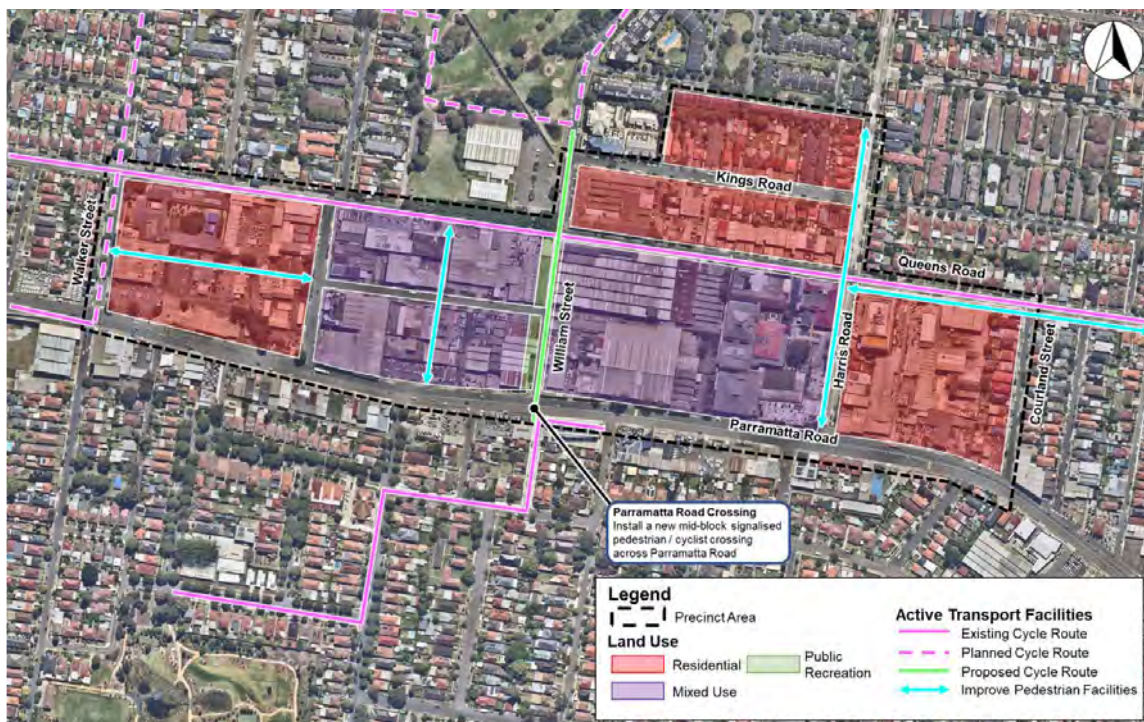 Kings Road
Walker Street
Queens Road
William Street
Harris Road
Courland Street
Parramatta Road
Parramatta Road Crossing
Install a new mid-block signalised
pedestrian / cyclist crossing
across Parramatta Road
Legend
Precinct Area
Land Use
Residential
Public
Recreation
Mixed Use
Active Transport Facilities
Existing Cycle Route
Planned Cycle Route
Proposed Cycle Route
Improve Pedestrian Facilities